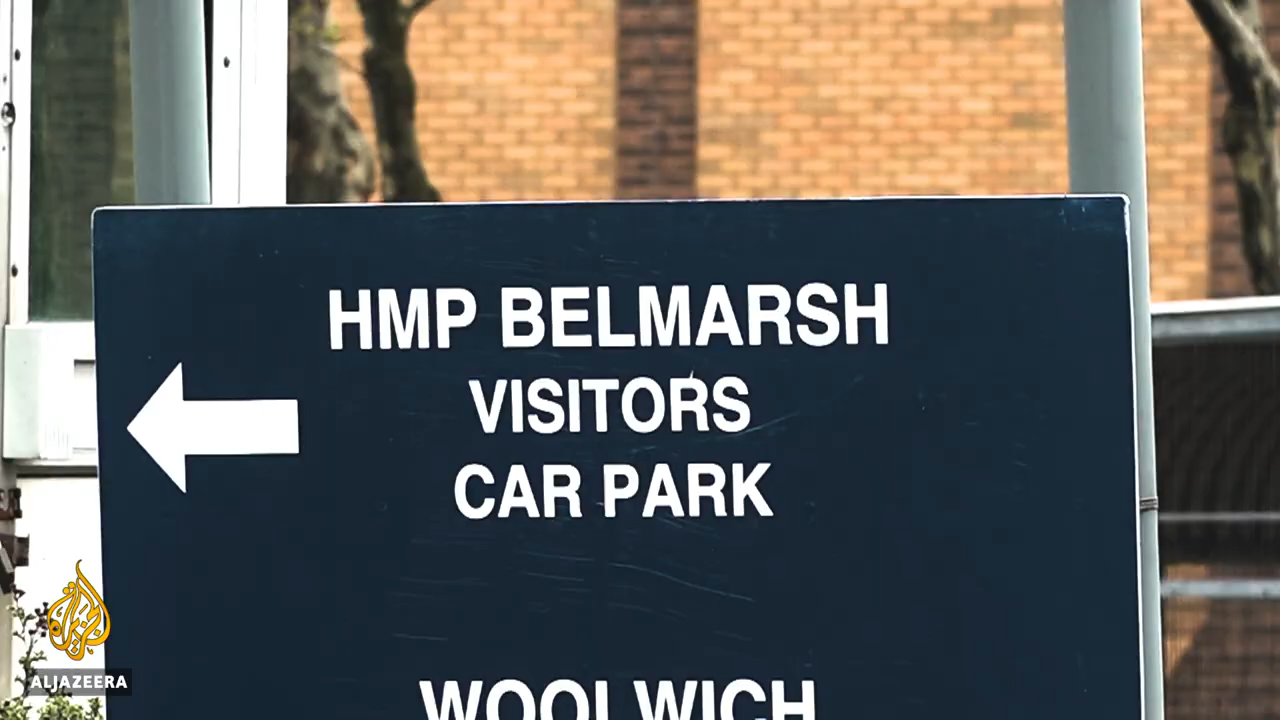 HMP BELMARSH
VISITORS
CAR PARK
WOOLWICH
ALJAZEERA